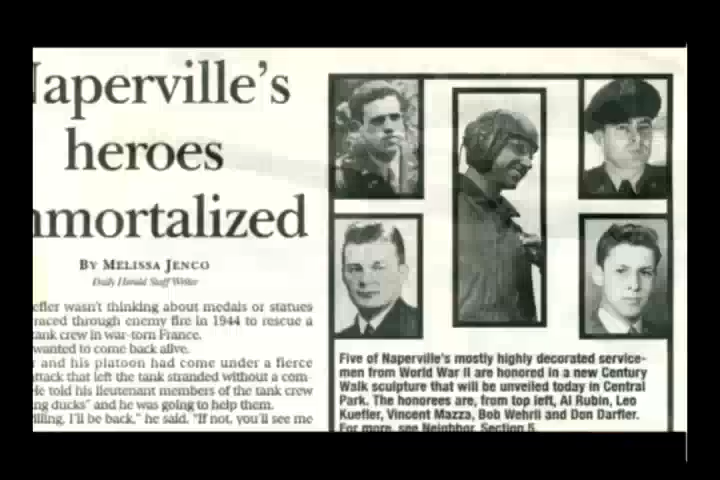 Naperville's
heroes
immortalized
BY MELISSA JENCO
Daily Herald Staff Writer
efler wasn't thinking about medals or statues
raced through enemy fire in 1944 to rescue a
tank crew in war-torn France.
wanted to come back alive.
r and his platoon had come under a fierce
attack that left the tank stranded without a com-
He told his lieutenant members of the tank crew
ng ducks" and he was going to help them.
lling, I'll be back," he said. "If not, you'll see me
Five of Naperville's mostly highly decorated service-
men from World War II are honored in a new Century
Walk sculpture that will be unveiled today in Central
Park. The honorees are, from top left, Al Rubin, Leo
Kuefler, Vincent Mazza, Bob Wehrli and Don Darfler.
For more, see Neighbor, Section 5.